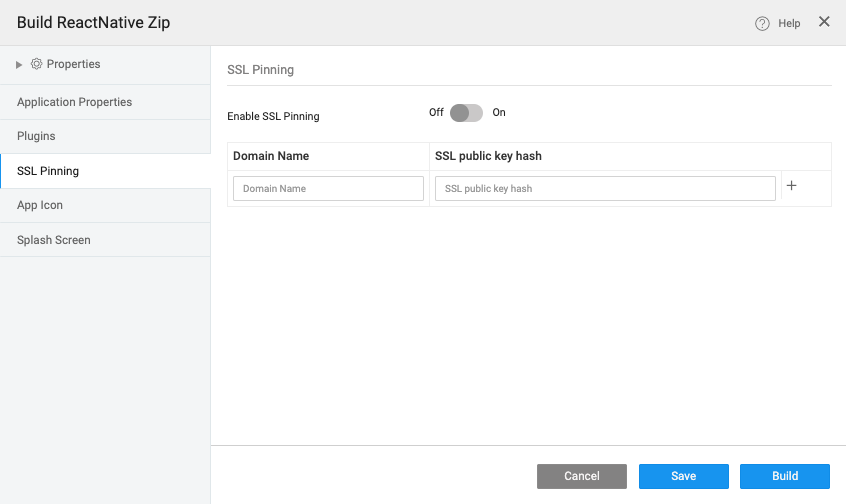 Build ReactNative Zip
Help
Properties
Application Properties
Plugins
SSL Pinning
App Icon
Splash Screen
SSL Pinning
Enable SSL Pinning
Off On
Domain Name SSL public key hash
Domain Name SSL public key hash
Cancel Save Build